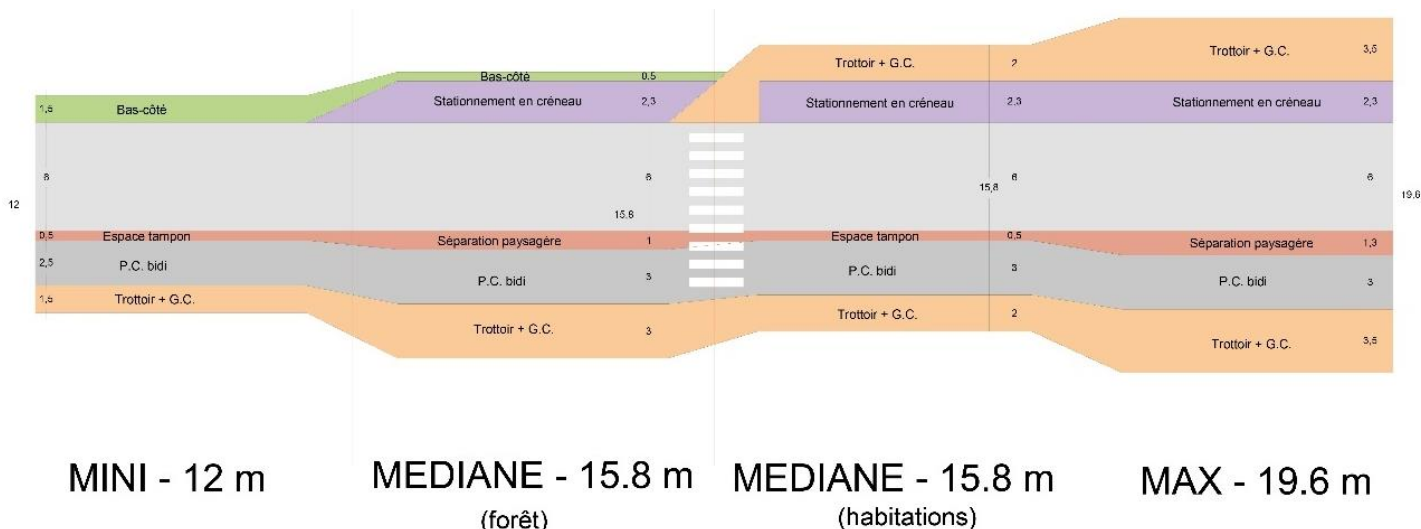 Bas-côté
1,5
6
12
Espace tampon
0,5
P.C. bidi
2,5
Trottoir + G.C.
1,5
Bas-côté
0,5
Stationnement en créneau
2,3
6
15.8
Séparation paysagère
1
P.C. bidi
3
Trottoir + G.C.
3
Trottoir + G.C.
2
Stationnement en créneau
2,3
6
15,8
Espace tampon
0,5
P.C. bidi
3
Trottoir + G.C.
2
Trottoir + G.C.
3,5
Stationnement en créneau
2,3
6
19.6
Séparation paysagère
1,3
P.C. bidi
3
Trottoir + G.C.
3,5
MINI - 12 m
MEDIANE - 15.8 m
(forêt)
MEDIANE - 15.8 m
(habitations)
MAX - 19.6 m